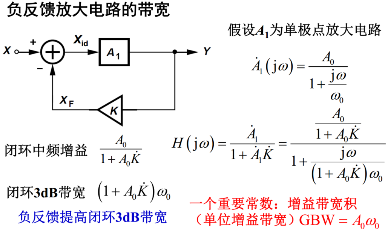 负反馈放大电路的带宽
假设A₁为单极点放大电路
X + Xid A₁ Y
−
XF K
Ȧ₁(jω) = A₀ / (1 + jω/ω₀)
闭环中频增益 A₀ / (1 + A₀K̇)
H(jω) = Ȧ₁ / (1 + Ȧ₁K̇) = (A₀ / (1 + A₀K̇)) / (1 + jω / ((1 + A₀K̇)ω₀))
闭环3dB带宽 (1 + A₀K̇)ω₀
负反馈提高闭环3dB带宽
一个重要常数：增益带宽积
（单位增益带宽）GBW = A₀ω₀